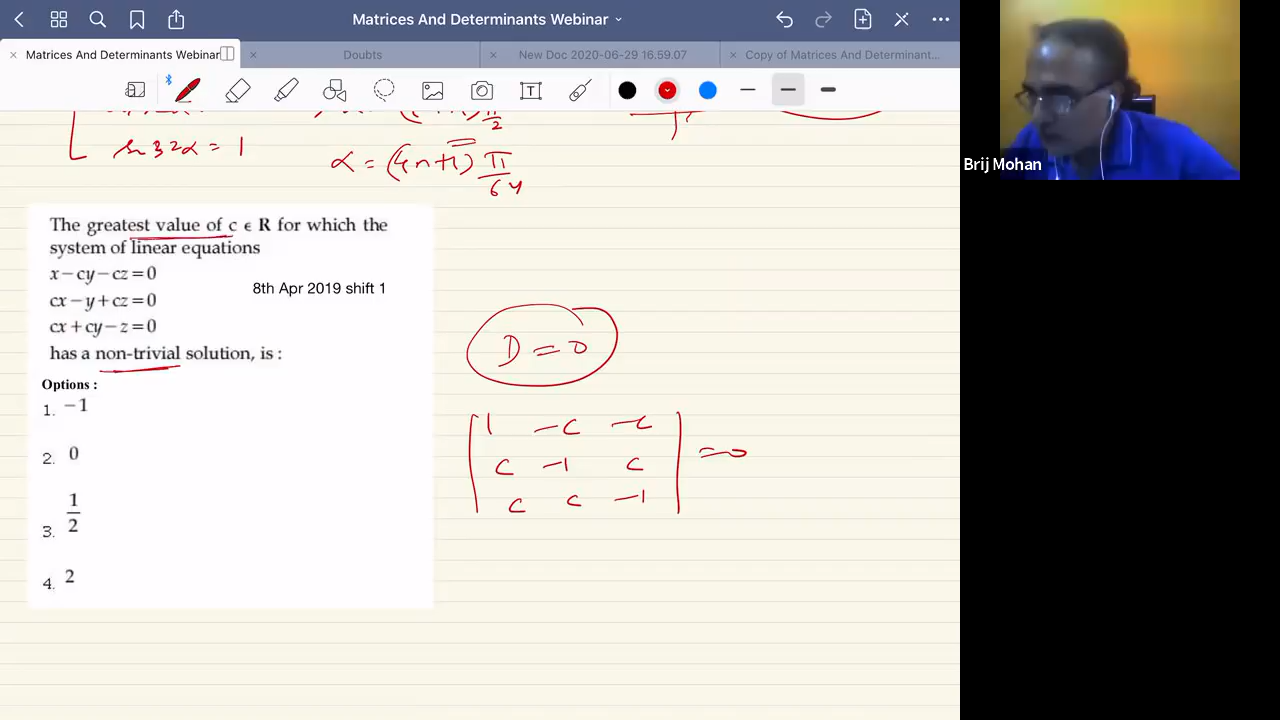 Matrices And Determinants Webinar
Matrices And Determinants Webinar
Doubts
New Doc 2020-06-29 16.59.07
Copy of Matrices And Determinant...
T
Brij Mohan
2
= 1
α = (4n+1) π
64
The greatest value of c ∈ R for which the
system of linear equations
x − cy − cz = 0
8th Apr 2019 shift 1
cx − y + cz = 0
cx + cy − z = 0
has a non-trivial solution, is :
Options :
1. −1
2. 0
3. 1/2
4. 2
D = 0
1 −c −c
c −1 c = 0
c c −1